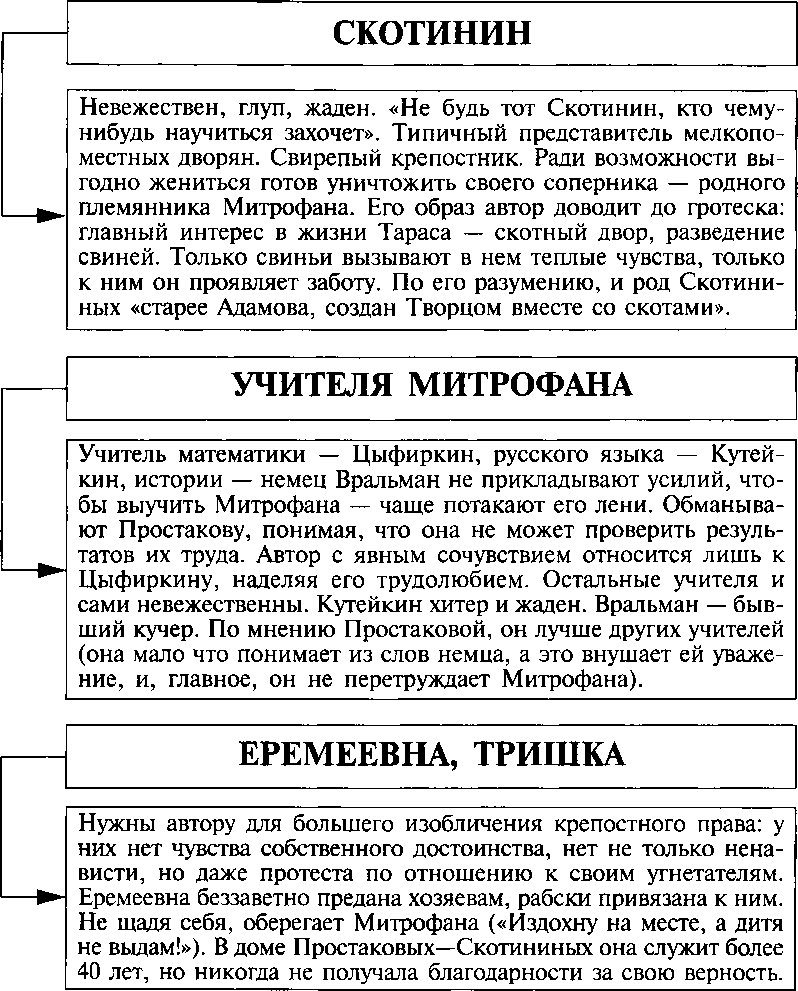 СКОТИНИН
Невежествен, глуп, жаден. «Не будь тот Скотинин, кто чему-
нибудь научиться захочет». Типичный представитель мелкопо-
местных дворян. Свирепый крепостник. Ради возможности вы-
годно жениться готов уничтожить своего соперника — родного
племянника Митрофана. Его образ автор доводит до гротеска:
главный интерес в жизни Тараса — скотный двор, разведение
свиней. Только свиньи вызывают в нем теплые чувства, только
к ним он проявляет заботу. По его разумению, и род Скотини-
ных «старее Адамова, создан Творцом вместе со скотами».
УЧИТЕЛЯ МИТРОФАНА
Учитель математики — Цыфиркин, русского языка — Кутей-
кин, истории — немец Вральман не прикладывают усилий, что-
бы выучить Митрофана — чаще потакают его лени. Обманыва-
ют Простакову, понимая, что она не может проверить резуль-
татов их труда. Автор с явным сочувствием относится лишь к
Цыфиркину, наделяя его трудолюбием. Остальные учителя и
сами невежественны. Кутейкин хитер и жаден. Вральман — быв-
ший кучер. По мнению Простаковой, он лучше других учителей
(она мало что понимает из слов немца, а это внушает ей уваже-
ние, и, главное, он не перетруждает Митрофана).
ЕРЕМЕЕВНА, ТРИШКА
Нужны автору для большего изобличения крепостного права: у
них нет чувства собственного достоинства, нет не только нена-
висти, но даже протеста по отношению к своим угнетателям.
Еремеевна беззаветно предана хозяевам, рабски привязана к ним.
Не щадя себя, оберегает Митрофана («Издохну на месте, а дитя
не выдам!»). В доме Простаковых—Скотининых она служит более
40 лет, но никогда не получала благодарности за свою верность.